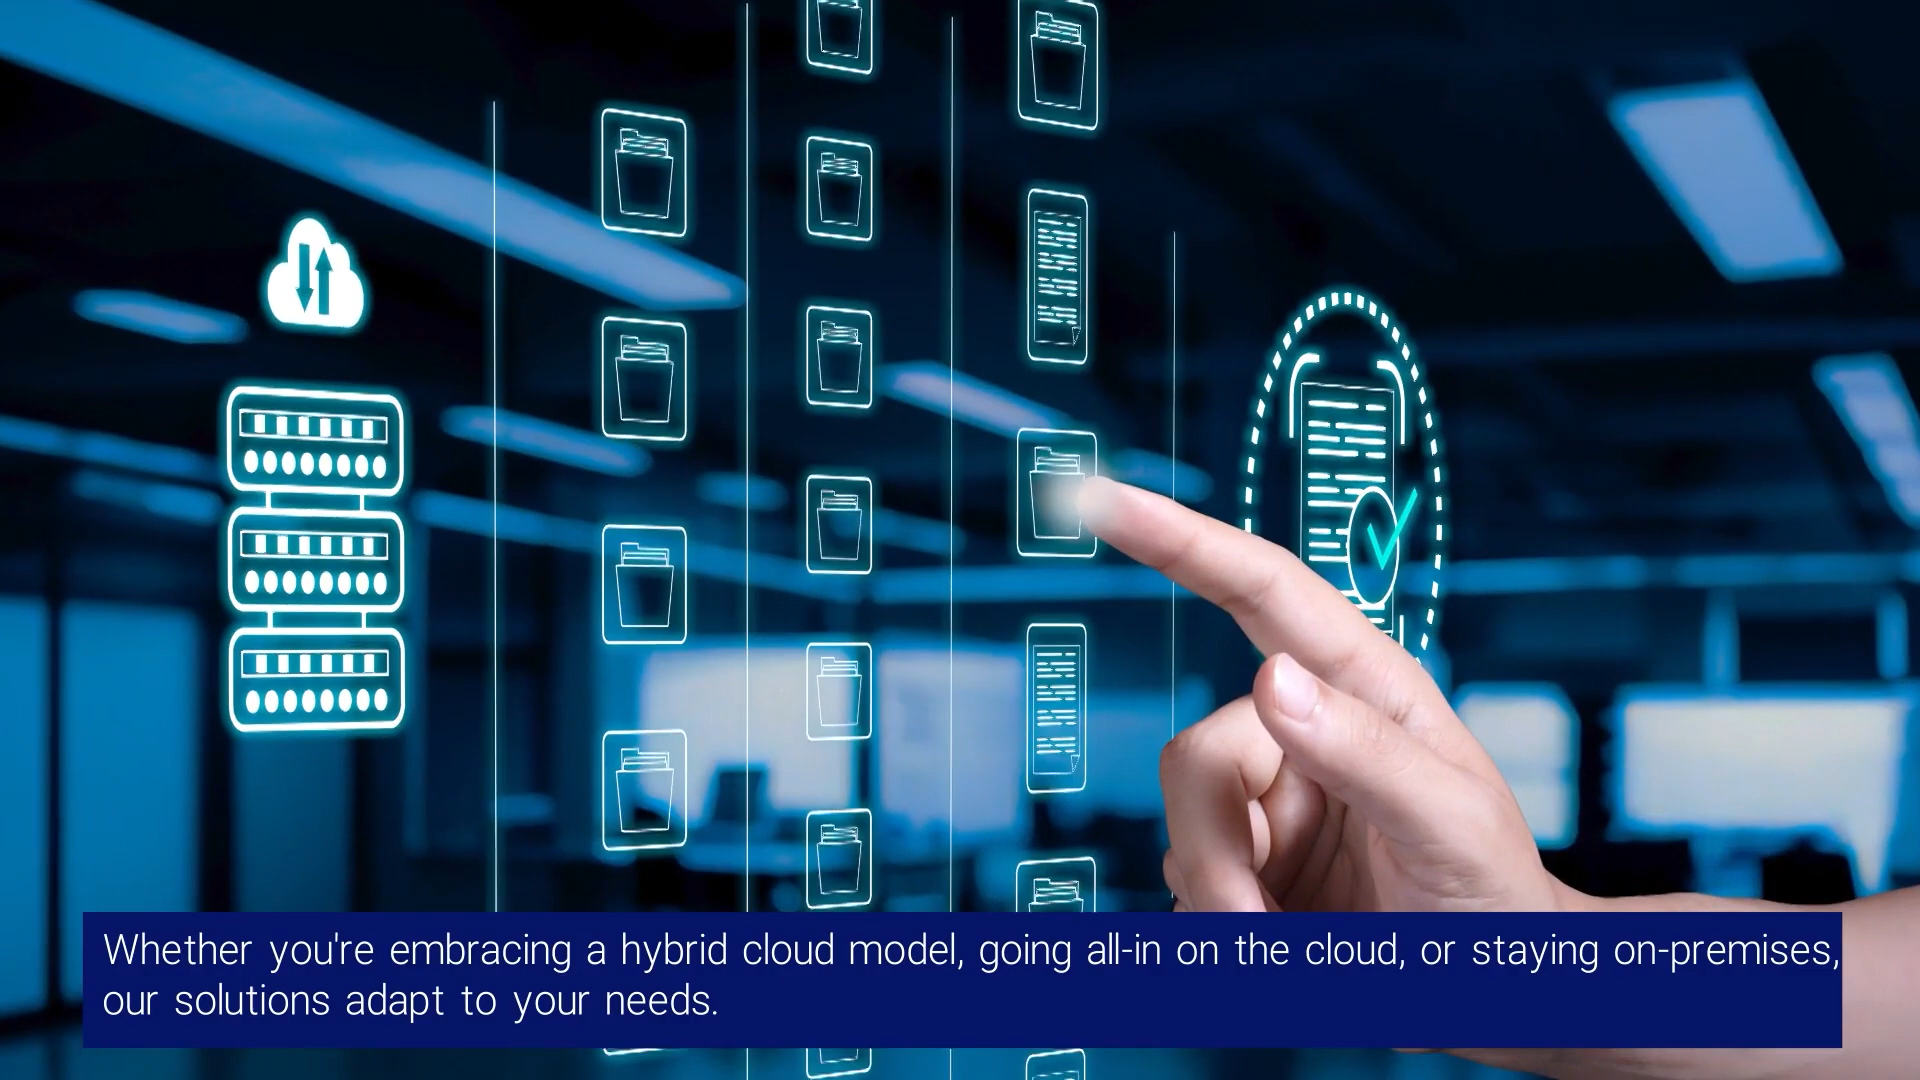 Whether you're embracing a hybrid cloud model, going all-in on the cloud, or staying on-premises,
our solutions adapt to your needs.